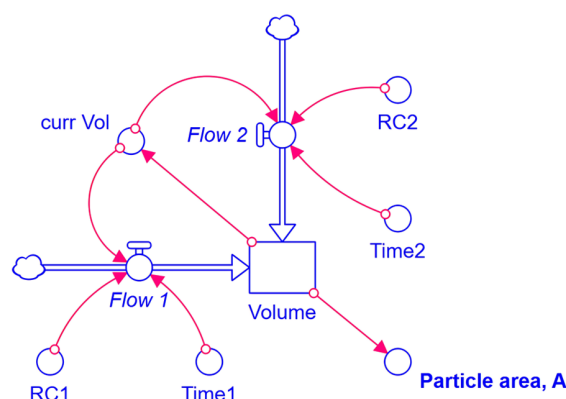 curr Vol
Flow 2
RC2
Time2
Flow 1
Volume
RC1
Time1
Particle area, A